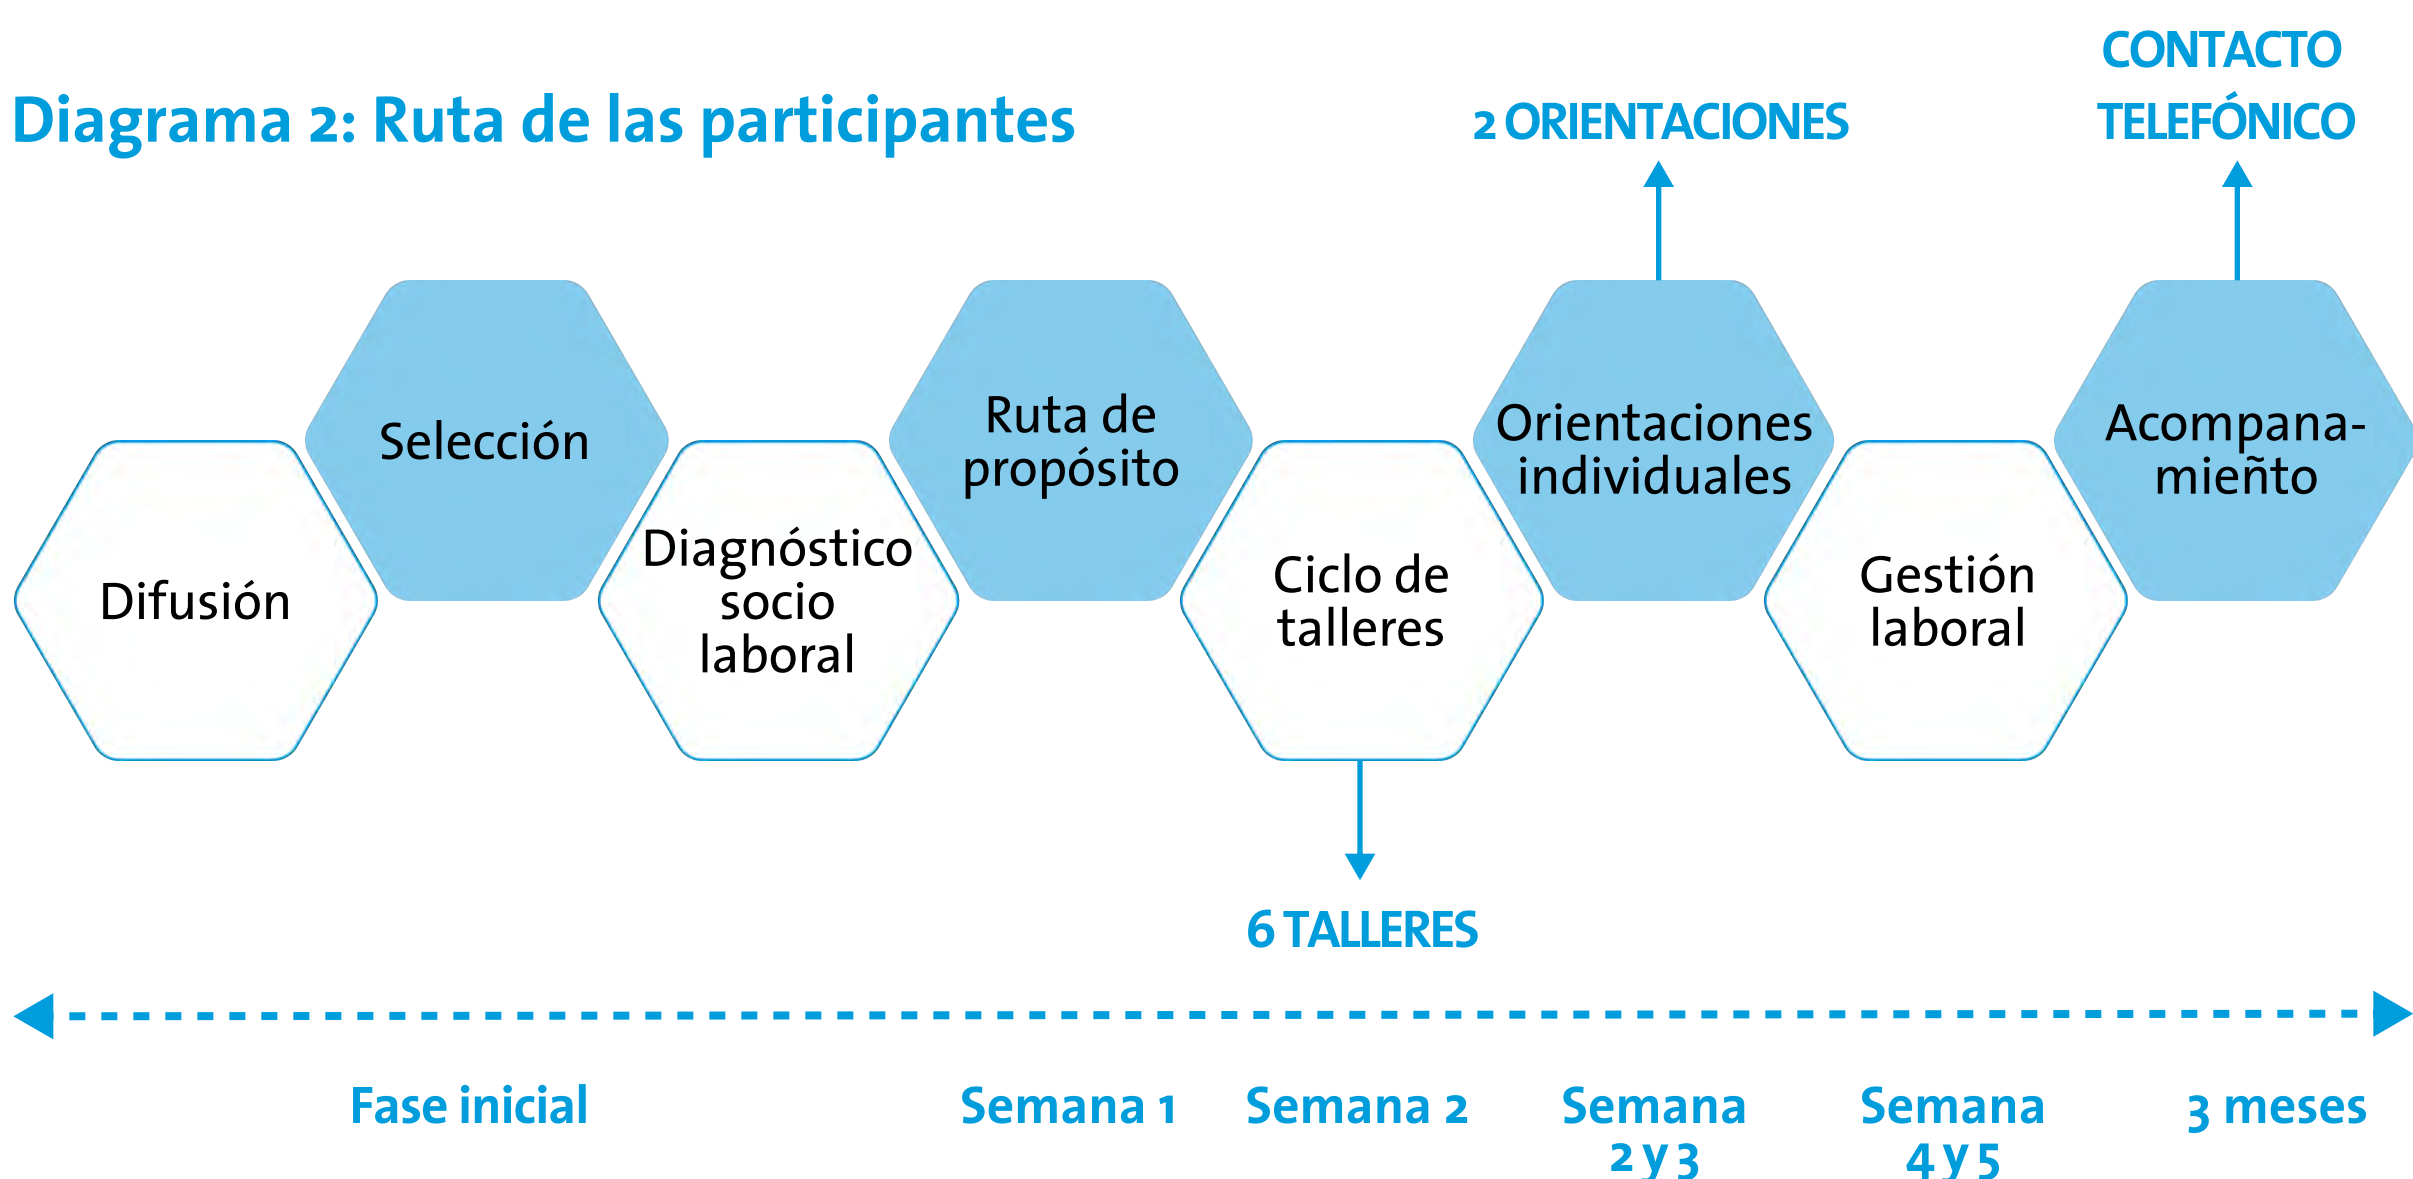 Diagrama 2: Ruta de las participantes
2 ORIENTACIONES
CONTACTO
TELEFÓNICO
Difusión
Selección
Diagnóstico
socio
laboral
Ruta de
propósito
Ciclo de
talleres
Orientaciones
individuales
Gestión
laboral
Acompana-
mieñto
6 TALLERES
Fase inicial
Semana 1
Semana 2
Semana
2 y 3
Semana
4 y 5
3 meses